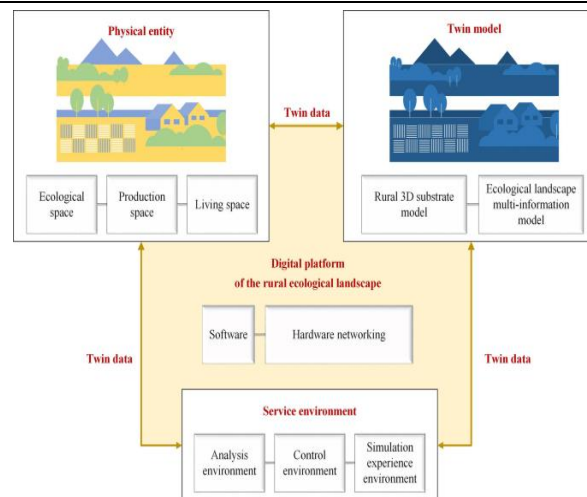 Physical entity
Twin model
Twin data
Ecological
space
Production
space
Living space
Rural 3D substrate
model
Ecological landscape
multi-information
model
Digital platform
of the rural ecological landscape
Software
Hardware networking
Twin data
Twin data
Service environment
Analysis
environment
Control
environment
Simulation
experience
environment